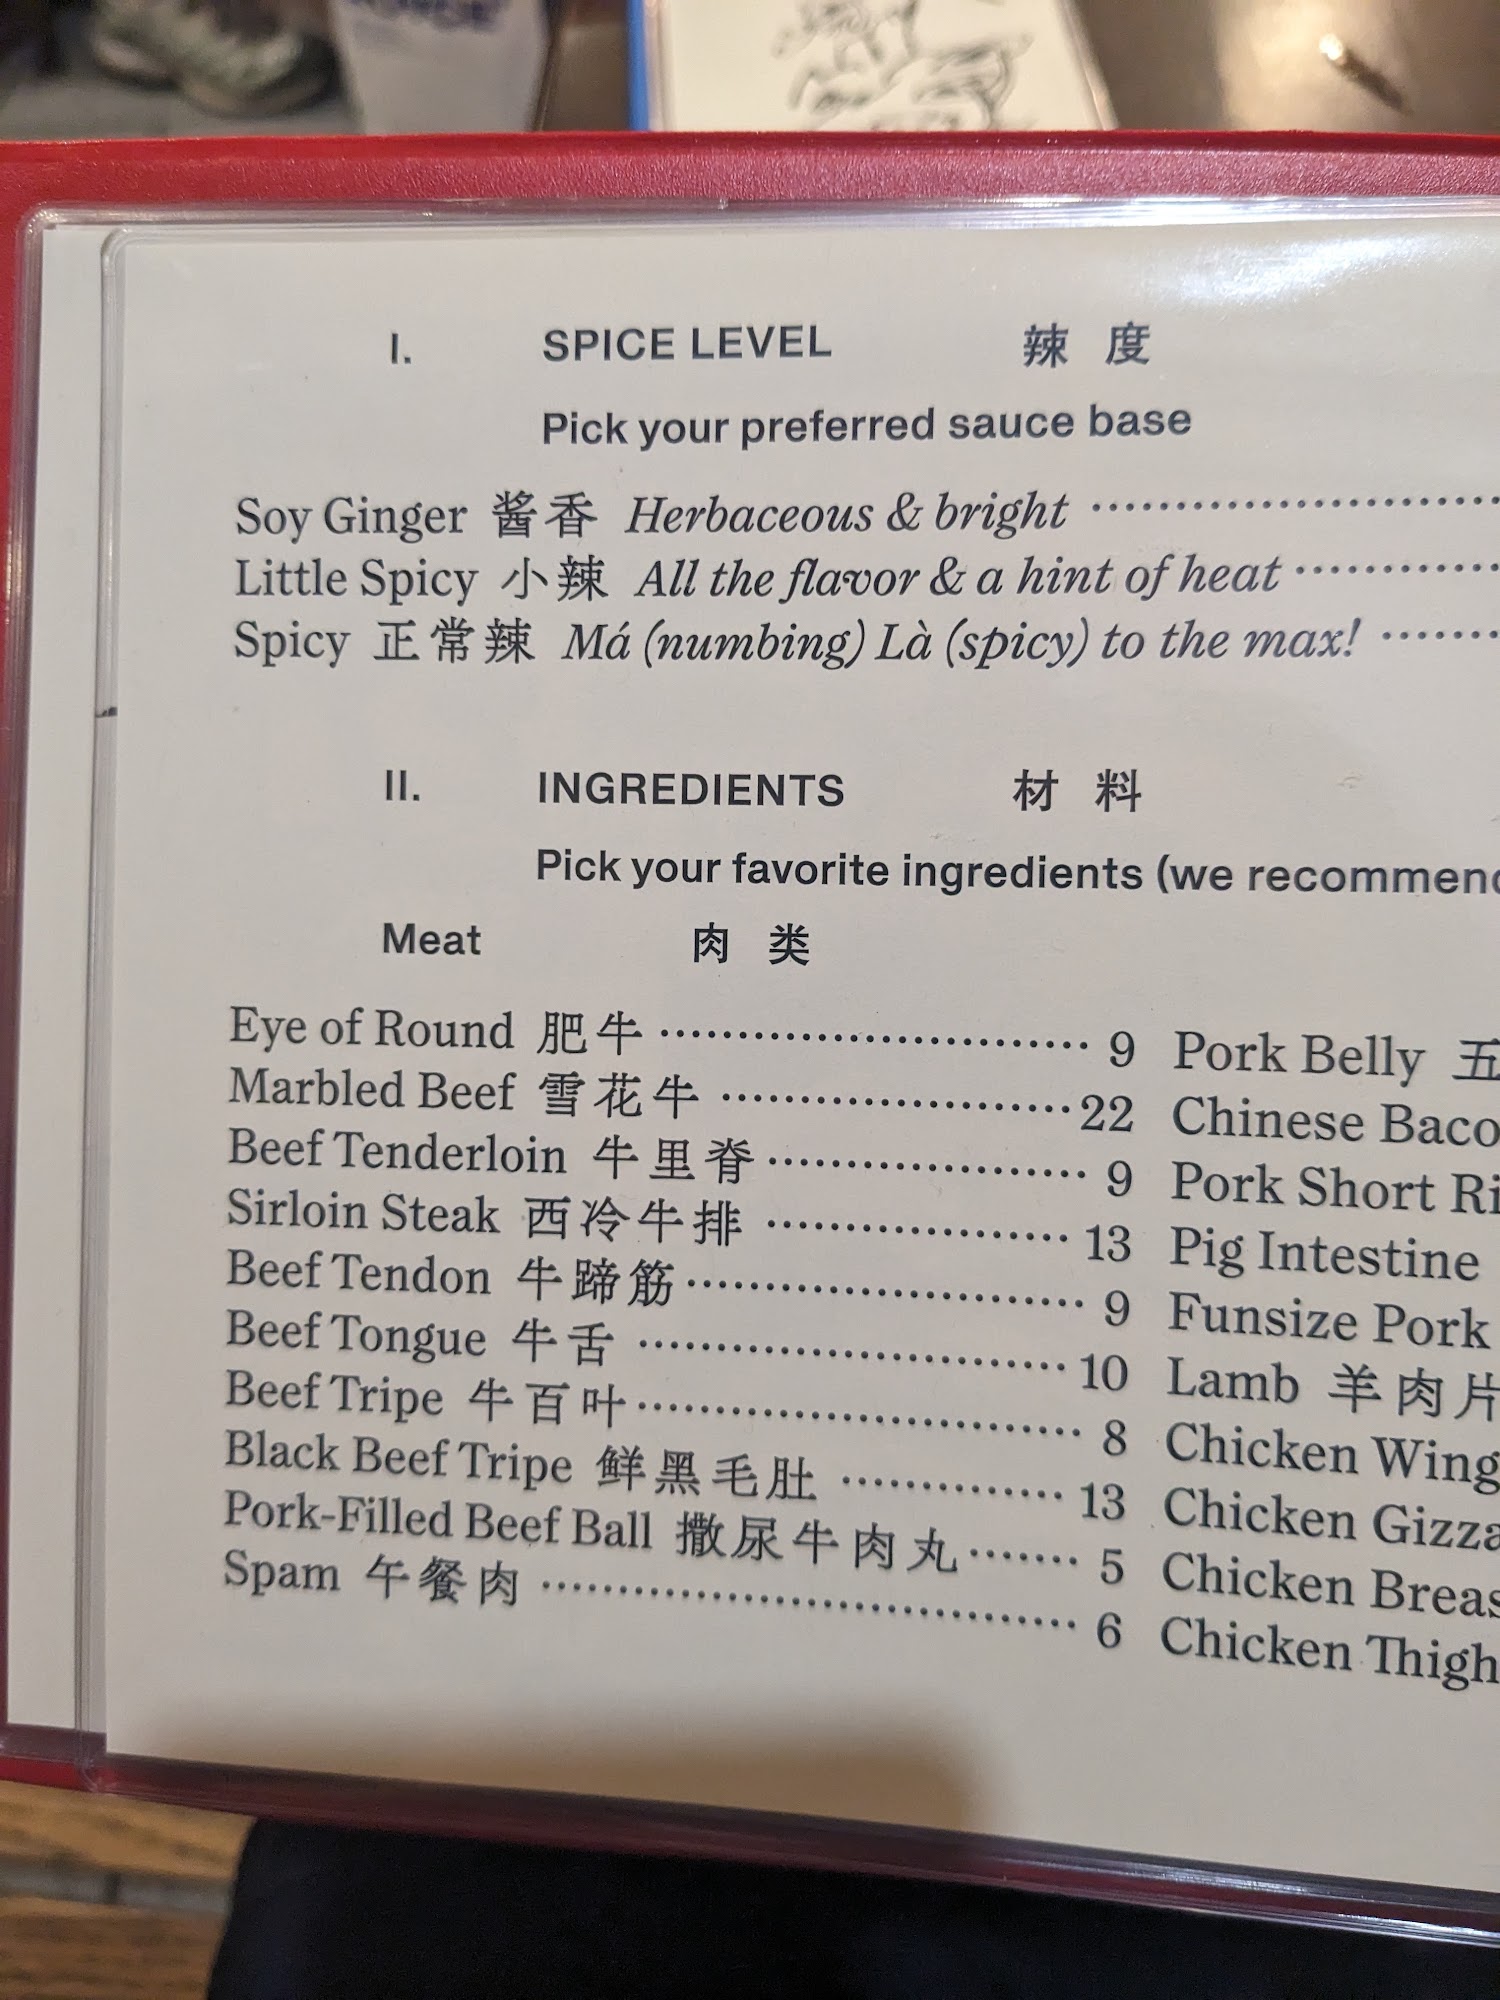 I. SPICE LEVEL 辣 度
Pick your preferred sauce base
Soy Ginger 酱香 Herbaceous & bright
Little Spicy 小辣 All the flavor & a hint of heat
Spicy 正常辣 Má (numbing) Là (spicy) to the max!
II. INGREDIENTS 材 料
Pick your favorite ingredients (we recommend
Meat 肉 类
Eye of Round 肥牛 9
Marbled Beef 雪花牛 22
Beef Tenderloin 牛里脊 9
Sirloin Steak 西冷牛排 13
Beef Tendon 牛蹄筋 9
Beef Tongue 牛舌 10
Beef Tripe 牛百叶 8
Black Beef Tripe 鲜黑毛肚 13
Pork-Filled Beef Ball 撒尿牛肉丸 5
Spam 午餐肉 6
Pork Belly 五
Chinese Baco
Pork Short Ri
Pig Intestine
Funsize Pork
Lamb 羊肉片
Chicken Wing
Chicken Gizza
Chicken Breas
Chicken Thigh